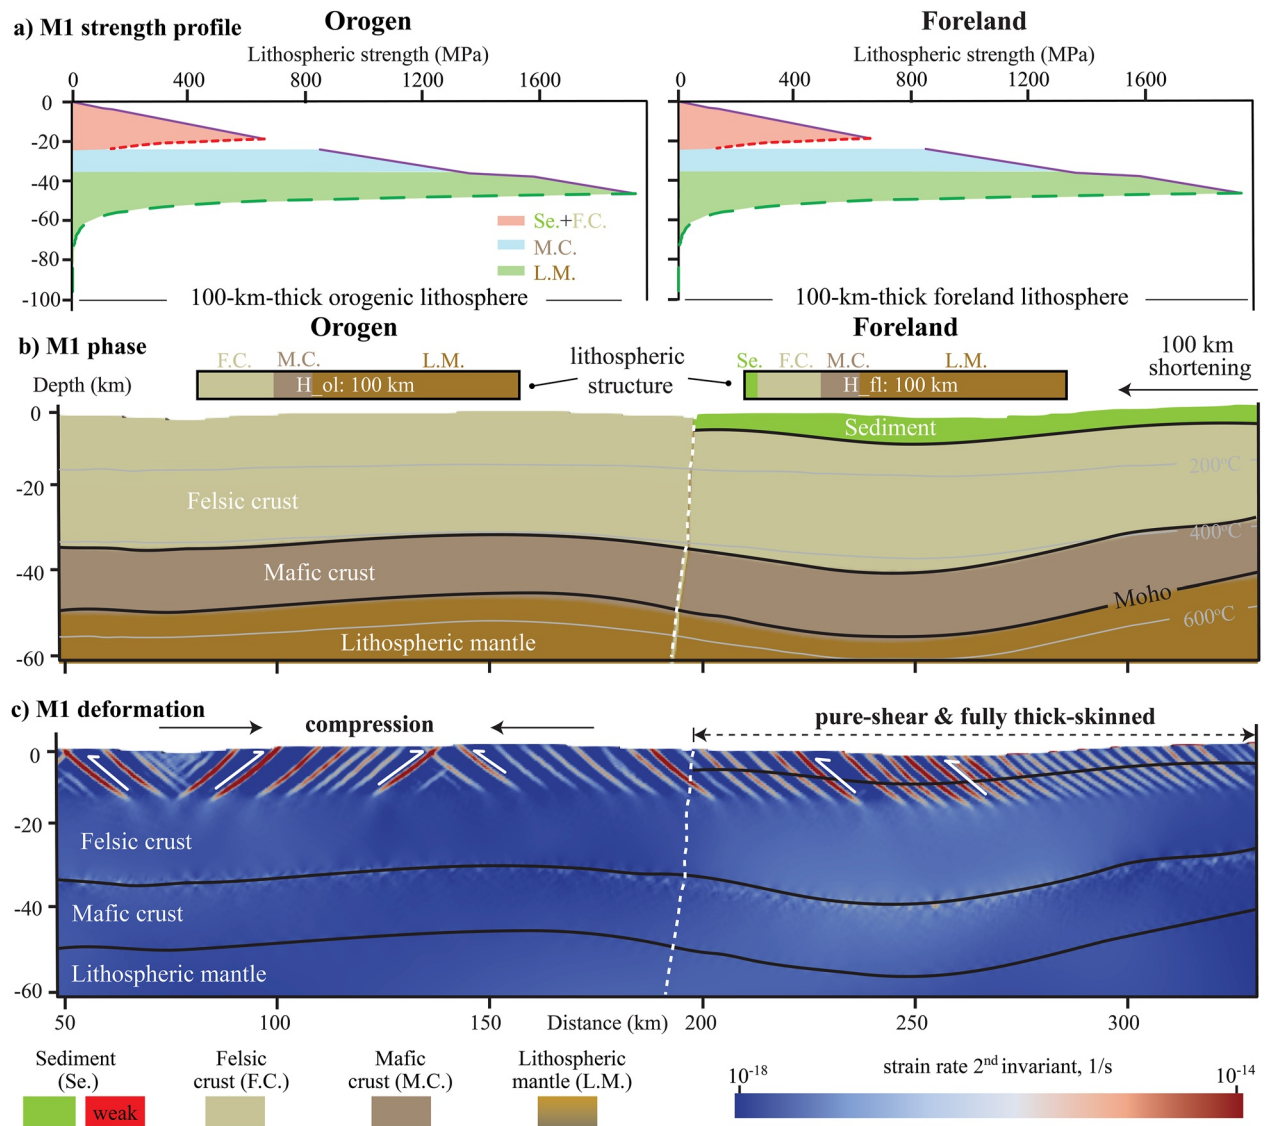 a) M1 strength profile
Orogen
Foreland
Lithospheric strength (MPa)
Lithospheric strength (MPa)
0 400 800 1200 1600
0 400 800 1200 1600
0
-20
-40
-60
-80
-100
Se.+F.C.
M.C.
L.M.
100-km-thick orogenic lithosphere
100-km-thick foreland lithosphere
b) M1 phase
Orogen
Foreland
F.C. M.C. L.M.
H_ol: 100 km
lithospheric
structure
Se. F.C. M.C. L.M.
H_fl: 100 km
100 km
shortening
Depth (km)
0
-20
-40
-60
Sediment
200°C
Felsic crust
400°C
Mafic crust
Moho
600°C
Lithospheric mantle
c) M1 deformation
compression
pure-shear & fully thick-skinned
0
-20
-40
-60
Felsic crust
Mafic crust
Lithospheric mantle
50 100 150 Distance (km) 200 250 300
Sediment
(Se.)
weak
Felsic
crust (F.C.)
Mafic
crust (M.C.)
Lithospheric
mantle (L.M.)
strain rate 2nd invariant, 1/s
10-18
10-14